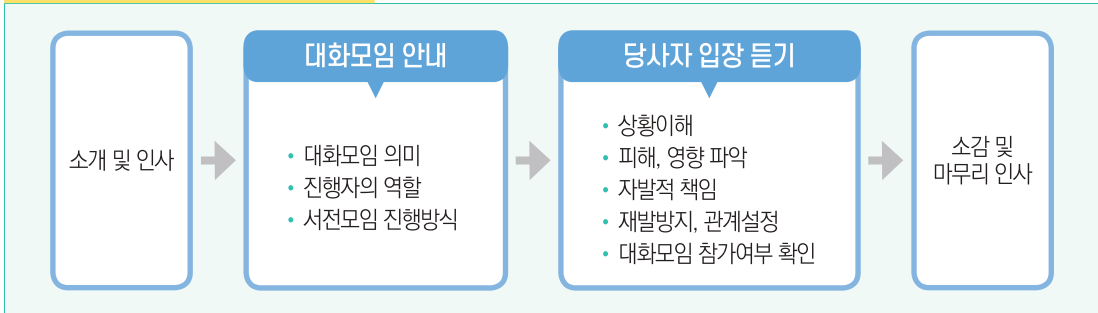 소개 및 인사
대화모임 안내
• 대화모임 의미
• 진행자의 역할
• 서전모임 진행방식
당사자 입장 듣기
• 상황이해
• 피해, 영향 파악
• 자발적 책임
• 재발방지, 관계설정
• 대화모임 참가여부 확인
소감 및
마무리 인사